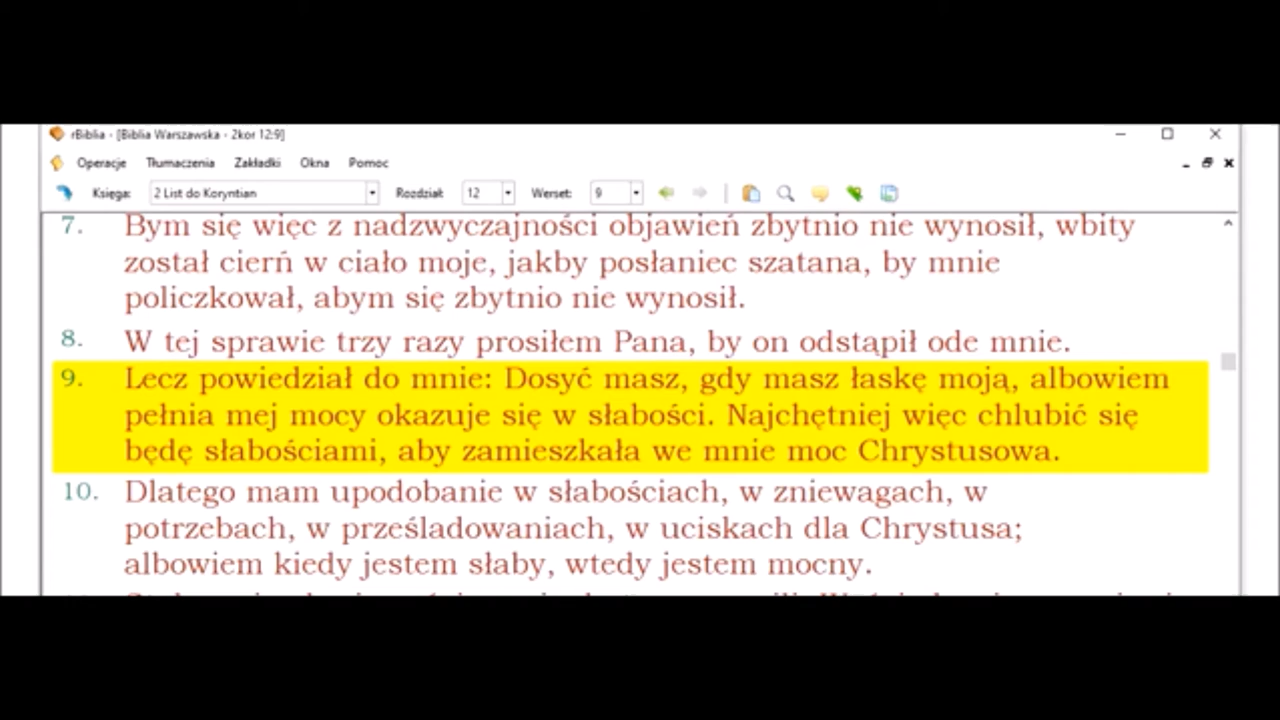 rBiblia - [Biblia Warszawska - 2kor 12:9]
Operacje Tłumaczenia Zakładki Okna Pomoc
Księga: 2 List do Koryntian Rozdział: 12 Werset: 9
7. Bym się więc z nadzwyczajności objawień zbytnio nie wynosił, wbity
został cierń w ciało moje, jakby posłaniec szatana, by mnie
policzkował, abym się zbytnio nie wynosił.
8. W tej sprawie trzy razy prosiłem Pana, by on odstąpił ode mnie.
9. Lecz powiedział do mnie: Dosyć masz, gdy masz łaskę moją, albowiem
pełnia mej mocy okazuje się w słabości. Najchętniej więc chlubić się
będę słabościami, aby zamieszkała we mnie moc Chrystusowa.
10. Dlatego mam upodobanie w słabościach, w zniewagach, w
potrzebach, w prześladowaniach, w uciskach dla Chrystusa;
albowiem kiedy jestem słaby, wtedy jestem mocny.